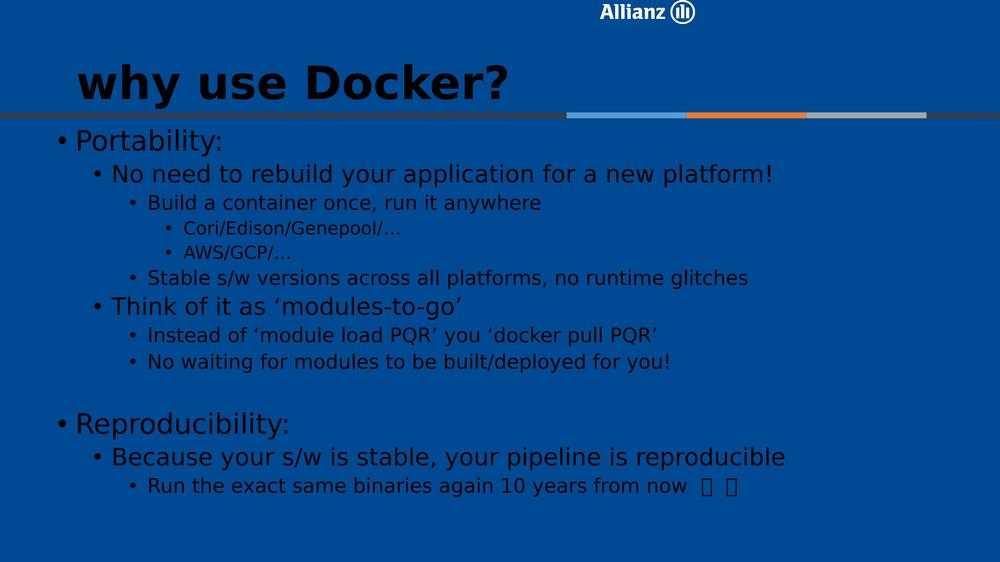 Allianz
why use Docker?
• Portability:
• No need to rebuild your application for a new platform!
• Build a container once, run it anywhere
• Cori/Edison/Genepool/…
• AWS/GCP/…
• Stable s/w versions across all platforms, no runtime glitches
• Think of it as ‘modules-to-go’
• Instead of ‘module load PQR’ you ‘docker pull PQR’
• No waiting for modules to be built/deployed for you!
• Reproducibility:
• Because your s/w is stable, your pipeline is reproducible
• Run the exact same binaries again 10 years from now